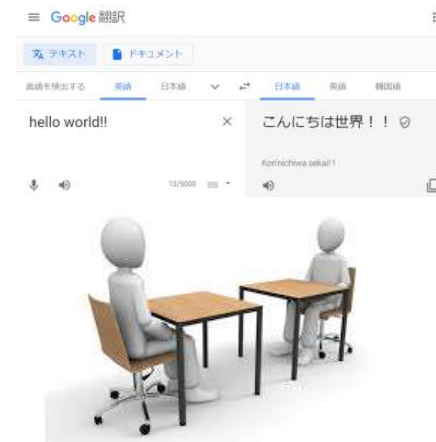 Google 翻訳
テキスト ドキュメント
言語を検出する 英語 日本語 日本語 英語 韓国語
hello world!!
こんにちは世界！！
Kon'nichiwa sekai! !
13/5000